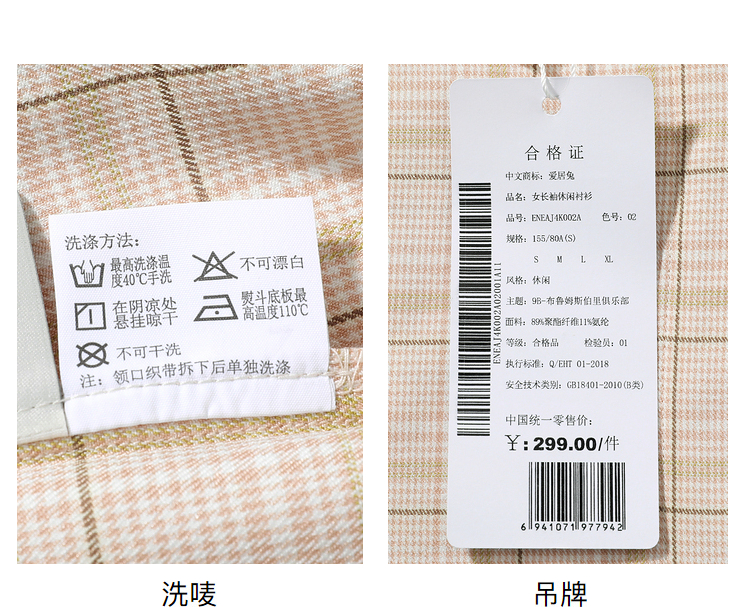 洗涤方法:
最高洗涤温
度40℃手洗
不可漂白
在阴凉处
悬挂晾干
熨斗底板最
高温度110℃
不可干洗
注: 领口织带拆下后单独洗涤
合格证
中文商标: 爱居兔
品名: 女长袖休闲衬衫
品号: ENEAJ4K002A 色号: 02
规格: 155/80A(S)
S M L XL
风格: 休闲
主题: 9B-布鲁姆斯伯里俱乐部
面料: 89%聚酯纤维11%氨纶
等级: 合格品 检验员: 01
执行标准: Q/EHT 01-2018
安全技术类别: GB18401-2010(B类)
中国统一零售价:
¥:299.00/件
6 941071 977942
ENEAJ4K002A02001A11
洗唛
吊牌